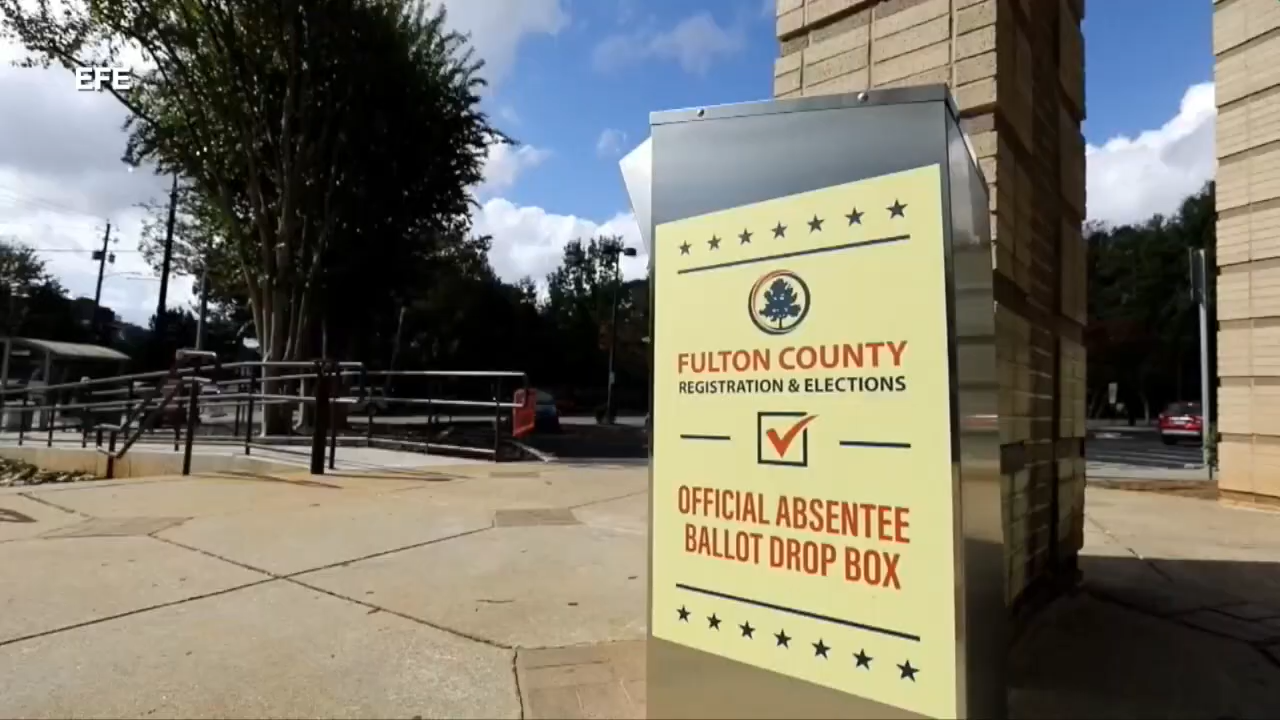 EFE
FULTON COUNTY
REGISTRATION & ELECTIONS
OFFICIAL ABSENTEE
BALLOT DROP BOX